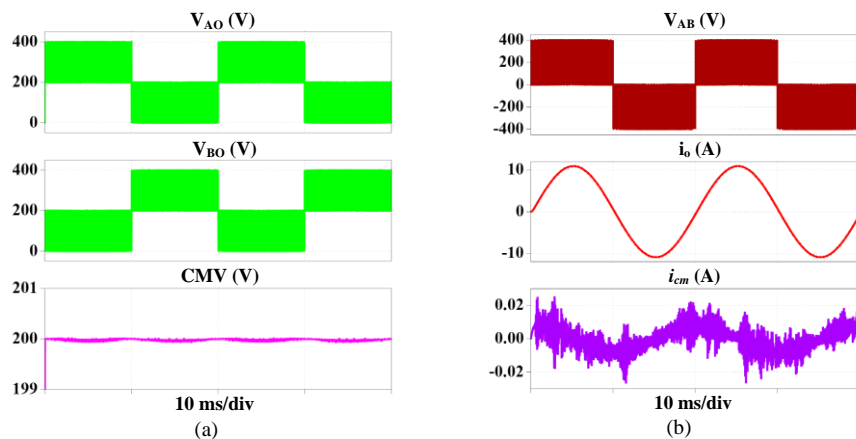 V_AO (V)
400
200
0
V_BO (V)
400
200
0
CMV (V)
201
200
199
10 ms/div
(a)
V_AB (V)
400
200
0
-200
-400
i_o (A)
10
0
-10
i_cm (A)
0.02
0.00
-0.02
10 ms/div
(b)